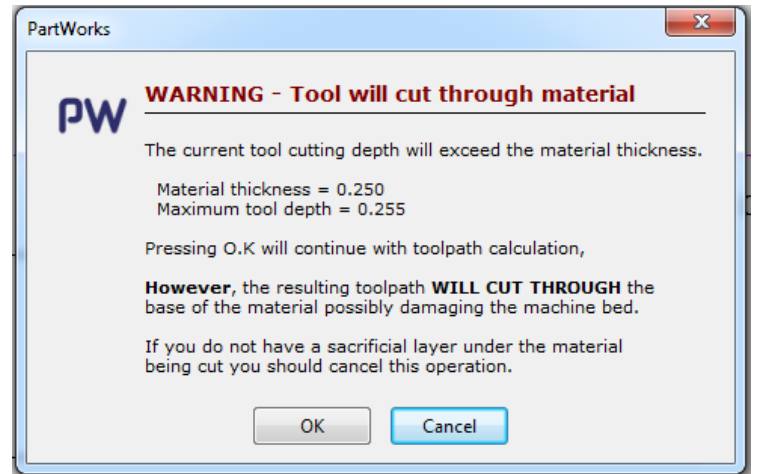 PartWorks
x
PW
WARNING - Tool will cut through material
The current tool cutting depth will exceed the material thickness.
Material thickness = 0.250
Maximum tool depth = 0.255
Pressing O.K will continue with toolpath calculation,
However, the resulting toolpath WILL CUT THROUGH the
base of the material possibly damaging the machine bed.
If you do not have a sacrificial layer under the material
being cut you should cancel this operation.
OK
Cancel